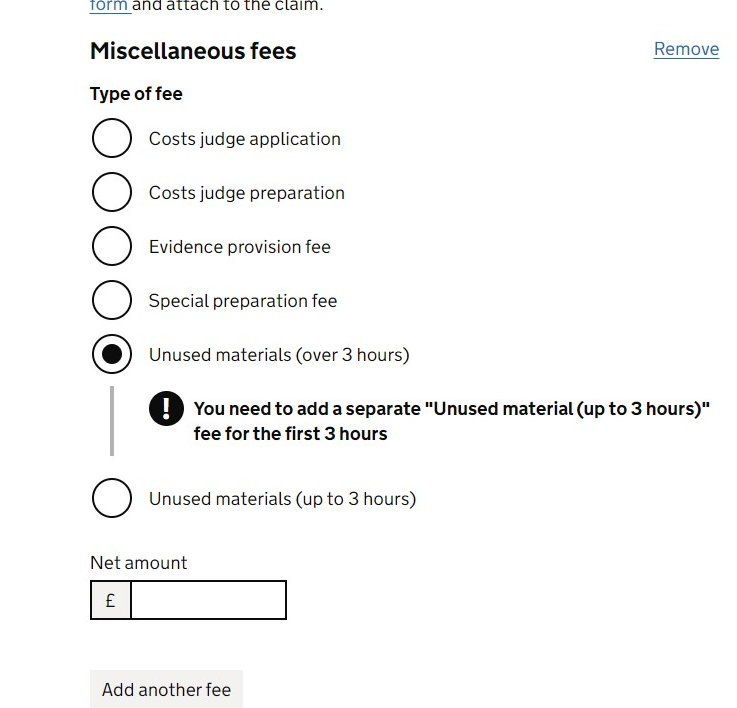 form and attach to the claim.
Miscellaneous fees
Remove
Type of fee
Costs judge application
Costs judge preparation
Evidence provision fee
Special preparation fee
Unused materials (over 3 hours)
! You need to add a separate "Unused material (up to 3 hours)"
fee for the first 3 hours
Unused materials (up to 3 hours)
Net amount
£
Add another fee